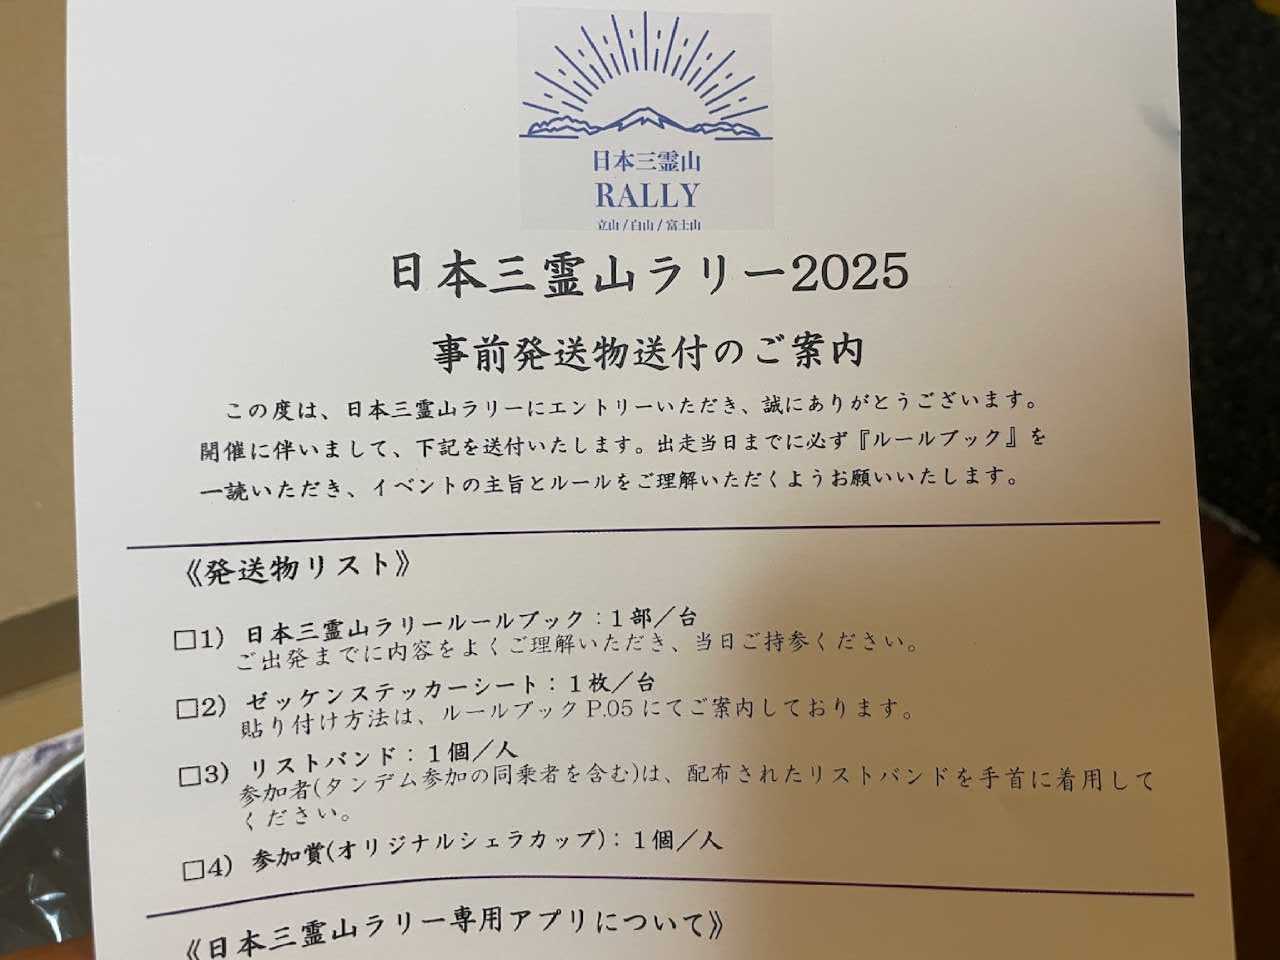 日本三霊山
RALLY
立山/白山/富士山
日本三霊山ラリー2025
事前発送物送付のご案内
この度は、日本三霊山ラリーにエントリーいただき、誠にありがとうございます。
開催に伴いまして、下記を送付いたします。出走当日までに必ず『ルールブック』を
一読いただき、イベントの主旨とルールをご理解いただくようお願いいたします。
《発送物リスト》
□1) 日本三霊山ラリールールブック：1部／台
ご出発までに内容をよくご理解いただき、当日ご持参ください。
□2) ゼッケンステッカーシート：1枚／台
貼り付け方法は、ルールブックP.05にてご案内しております。
□3) リストバンド：1個／人
参加者(タンデム参加の同乗者を含む)は、配布されたリストバンドを手首に着用して
ください。
□4) 参加賞(オリジナルシェラカップ)：1個／人
《日本三霊山ラリー専用アプリについて》